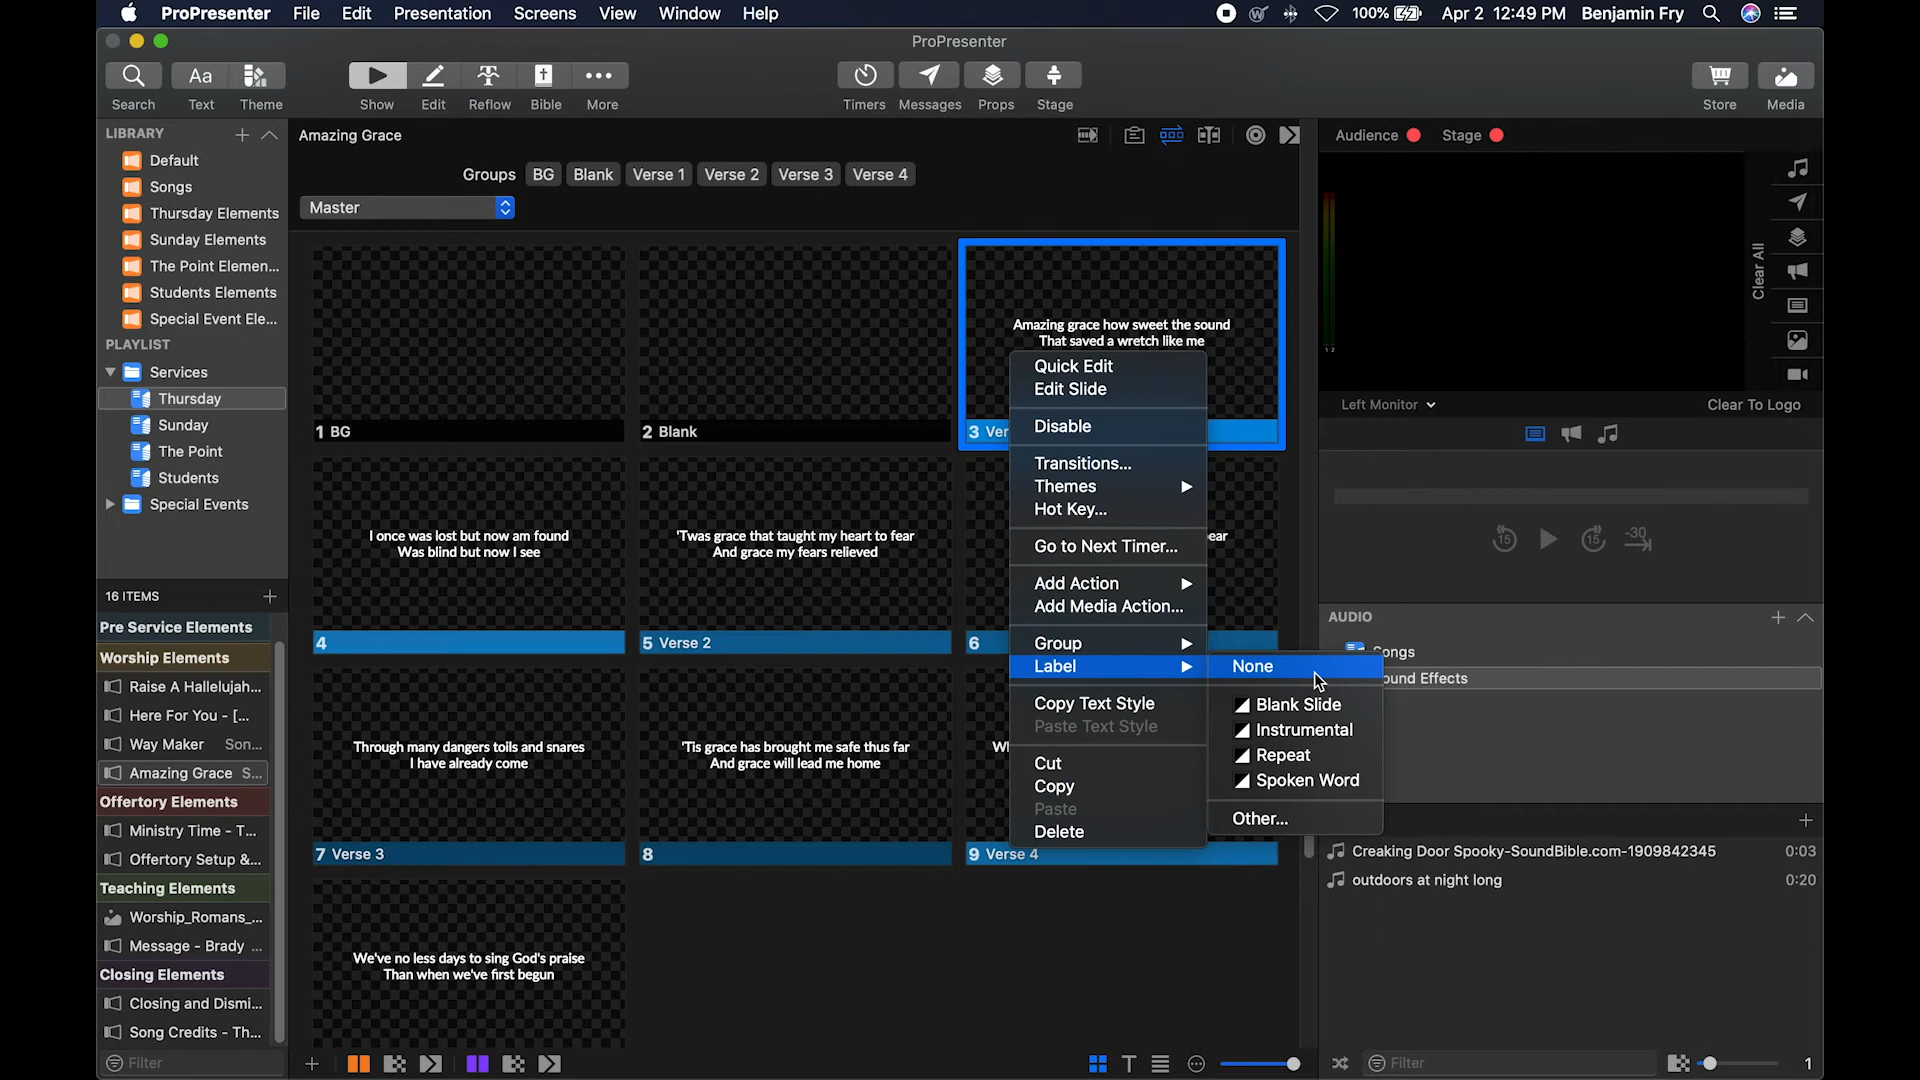 ProPresenter File Edit Presentation Screens View Window Help 100% Apr 2 12:49 PM Benjamin Fry
ProPresenter
Search Text Theme Show Edit Reflow Bible More Timers Messages Props Stage Store Media
LIBRARY
Default
Songs
Thursday Elements
Sunday Elements
The Point Elemen...
Students Elements
Special Event Ele...
PLAYLIST
Services
Thursday
Sunday
The Point
Students
Special Events
16 ITEMS
Pre Service Elements
Worship Elements
Raise A Hallelujah...
Here For You - [...
Way Maker Son...
Amazing Grace S...
Offertory Elements
Ministry Time - T...
Offertory Setup &...
Teaching Elements
Worship_Romans_...
Message - Brady ...
Closing Elements
Closing and Dismi...
Song Credits - Th...
Filter
Amazing Grace
Groups BG Blank Verse 1 Verse 2 Verse 3 Verse 4
Master
1 BG
2 Blank
Amazing grace how sweet the sound
That saved a wretch like me
3 Ver
I once was lost but now am found
Was blind but now I see
4
'Twas grace that taught my heart to fear
And grace my fears relieved
5 Verse 2
ear
6
Through many dangers toils and snares
I have already come
7 Verse 3
'Tis grace has brought me safe thus far
And grace will lead me home
8
Wh
9 Verse 4
We've no less days to sing God's praise
Than when we've first begun
Quick Edit
Edit Slide
Disable
Transitions...
Themes
Hot Key...
Go to Next Timer...
Add Action
Add Media Action...
Group
Label
Copy Text Style
Paste Text Style
Cut
Copy
Paste
Delete
None
Blank Slide
Instrumental
Repeat
Spoken Word
Other...
Audience Stage
Clear All
1 2
Left Monitor Clear To Logo
15 15 -30
AUDIO
ongs
ound Effects
Creaking Door Spooky-SoundBible.com-1909842345 0:03
outdoors at night long 0:20
Filter 1